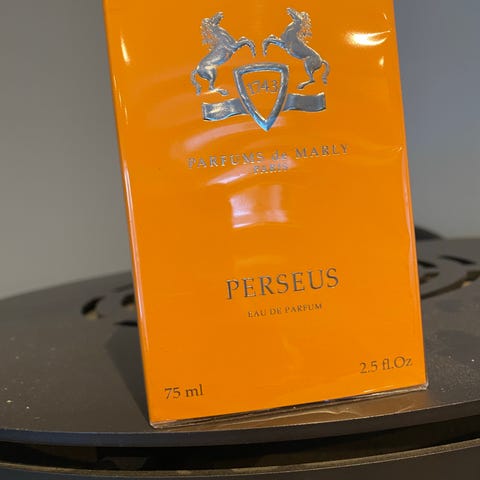 1743
PARFUMS de MARLY
PARIS
PERSEUS
EAU DE PARFUM
75 ml
2.5 fl.Oz